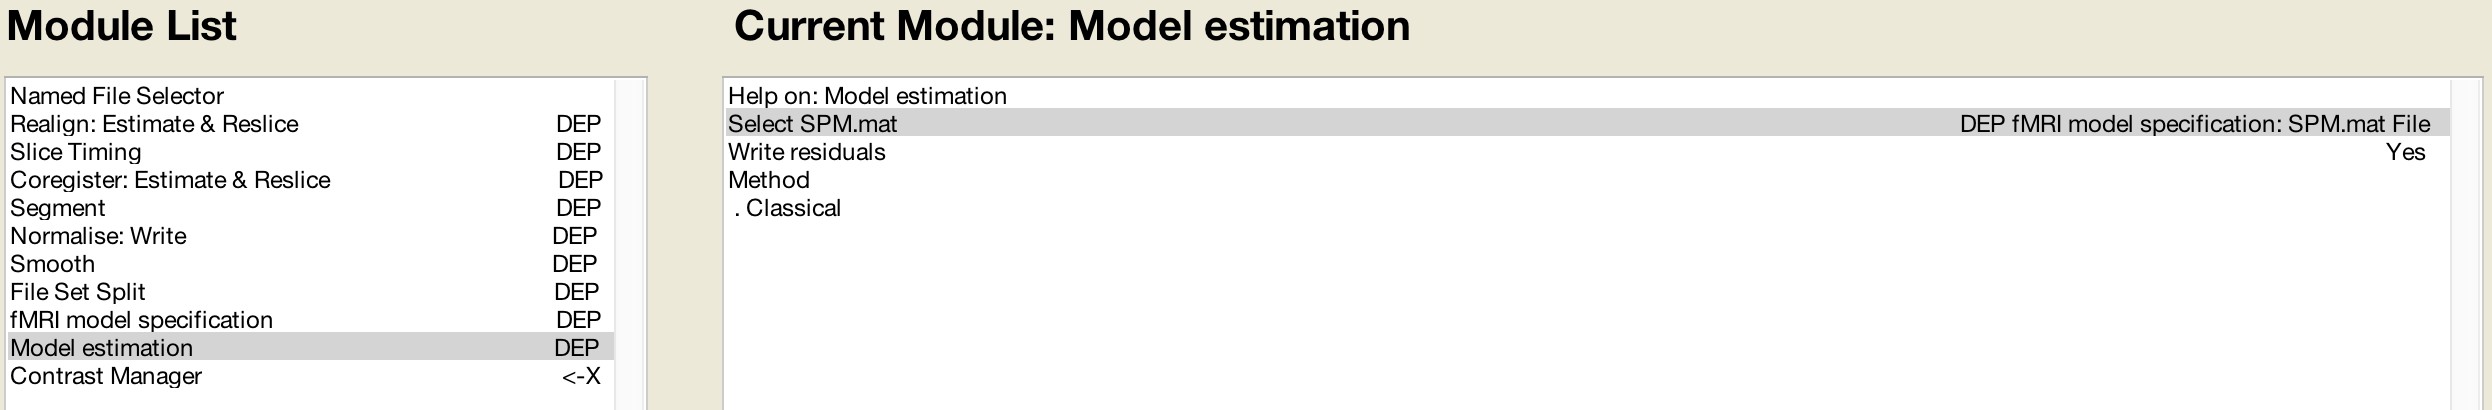 Module List
Named File Selector
Realign: Estimate & Reslice DEP
Slice Timing DEP
Coregister: Estimate & Reslice DEP
Segment DEP
Normalise: Write DEP
Smooth DEP
File Set Split DEP
fMRI model specification DEP
Model estimation DEP
Contrast Manager <-X
Current Module: Model estimation
Help on: Model estimation
Select SPM.mat DEP fMRI model specification: SPM.mat File
Write residuals Yes
Method
. Classical